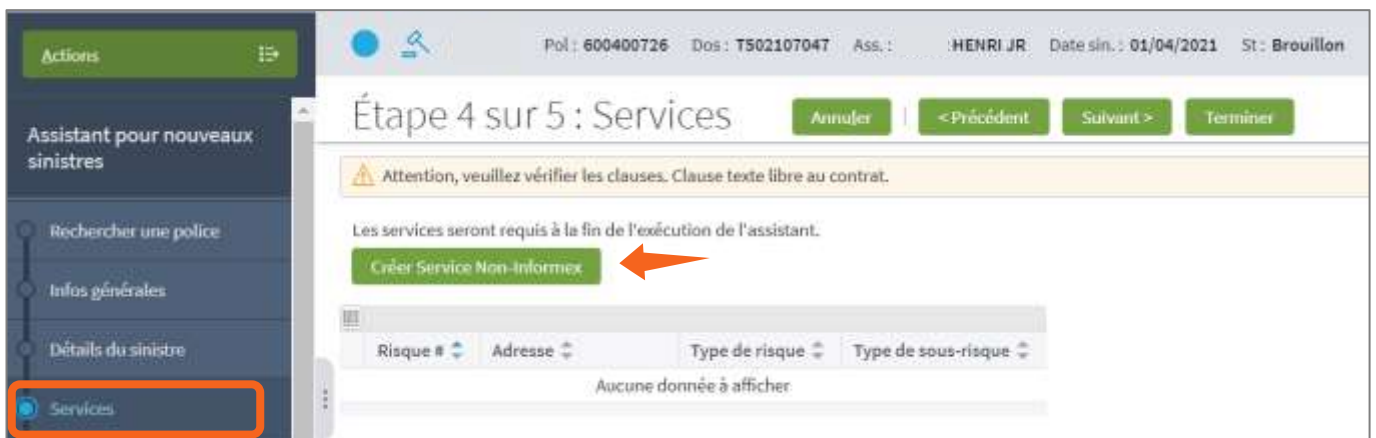 Actions
Pol : 600400726 Dos : TS02107047 Ass. : :HENRI JR Date sin. : 01/04/2021 St : Brouillon
Assistant pour nouveaux
sinistres
Rechercher une police
Infos générales
Détails du sinistre
Services
Étape 4 sur 5 : Services Annuler <Précédent Suivant > Terminer
Attention, veuillez vérifier les clauses. Clause texte libre au contrat.
Les services seront requis à la fin de l'exécution de l'assistant.
Créer Service Non-Informex
Risque # Adresse Type de risque Type de sous-risque
Aucune donnée à afficher